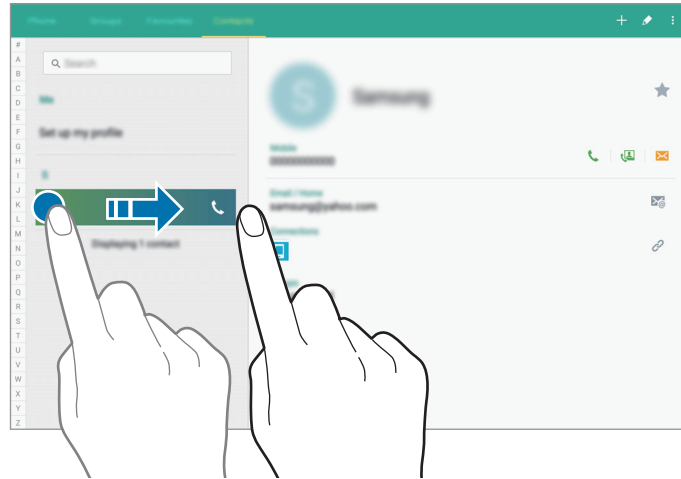 Phone Groups Favourites Contacts
#
A
B
C
D
E
F
G
H
I
J
K
L
M
N
O
P
Q
R
S
T
U
V
W
X
Y
Z
Search
Me
Set up my profile
S
Displaying 1 contact
S Samsung
Mobile
0000000000
Email / Home
samsung@yahoo.com
Connections